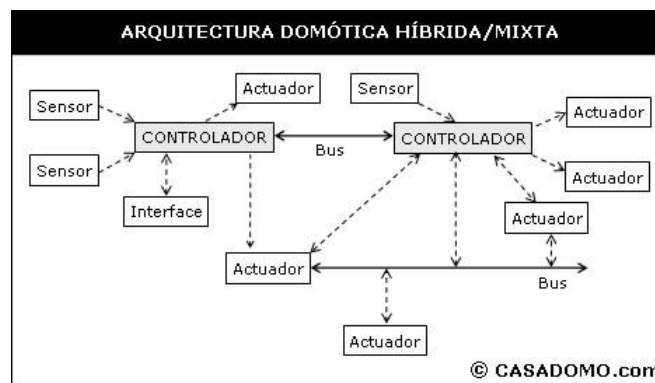 ARQUITECTURA DOMÓTICA HÍBRIDA/MIXTA
Actuador
Sensor
Sensor
Actuador
CONTROLADOR
CONTROLADOR
Bus
Sensor
Actuador
Interface
Actuador
Actuador
Bus
Actuador
© CASADOMO.com